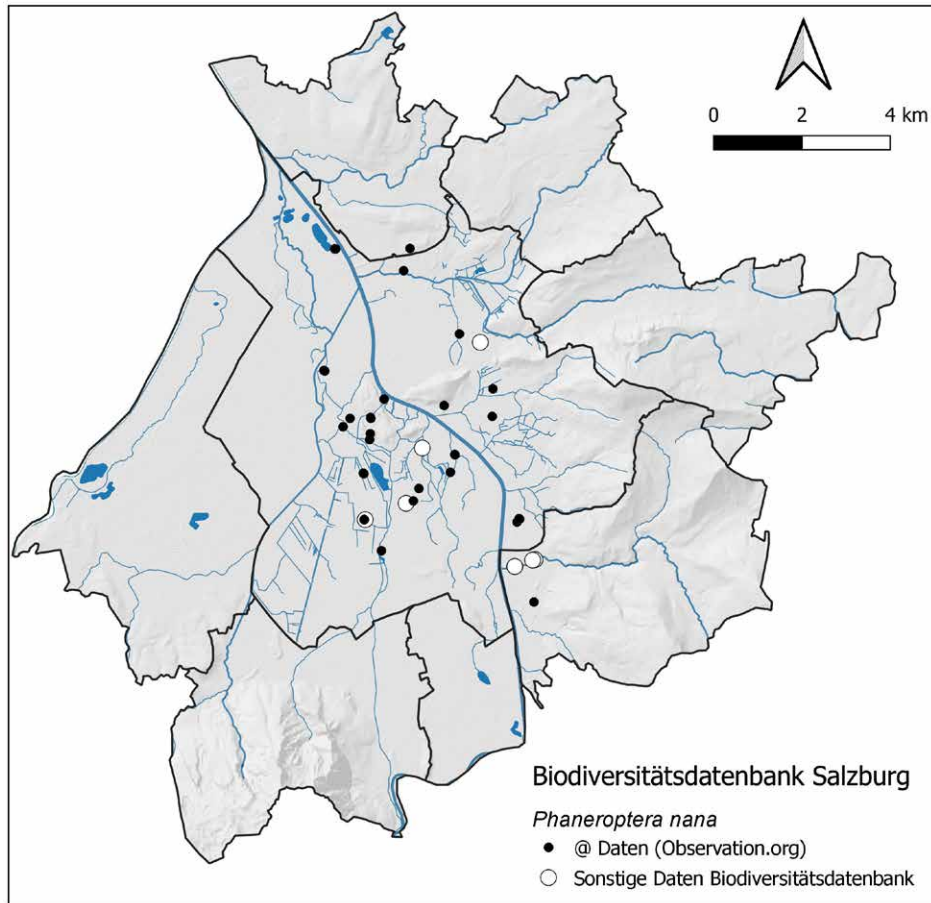 0 2 4 km
Biodiversitätsdatenbank Salzburg
Phaneroptera nana
@ Daten (Observation.org)
Sonstige Daten Biodiversitätsdatenbank